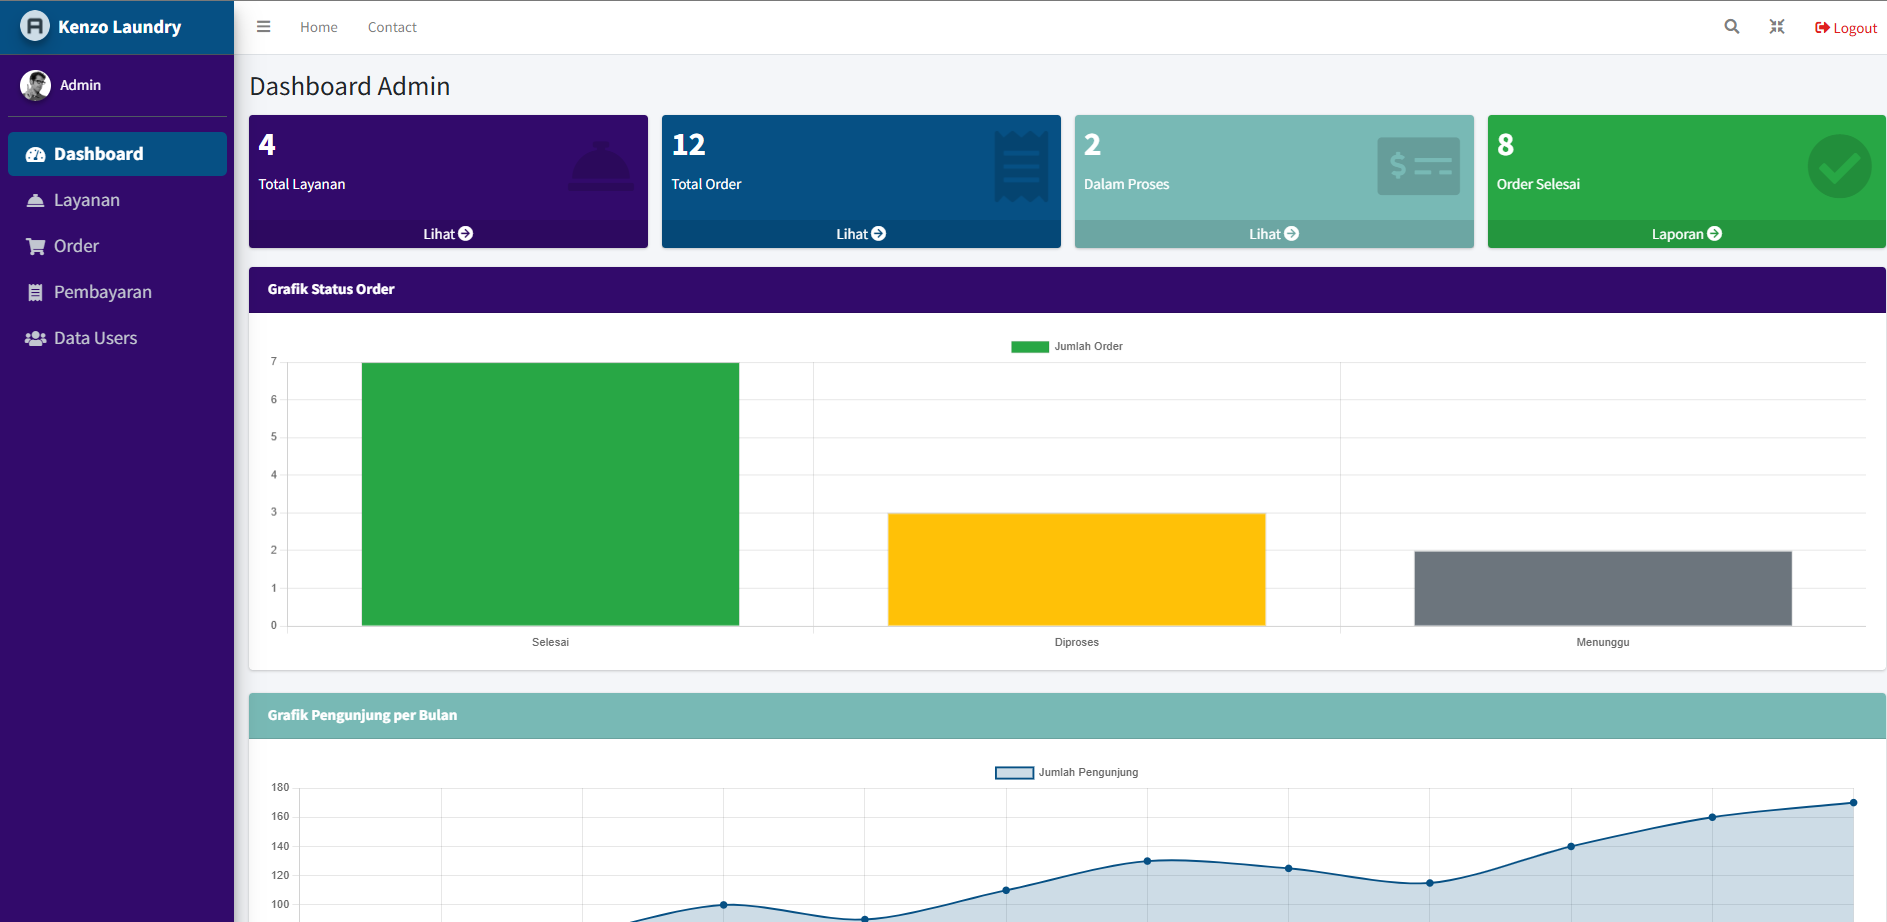 Kenzo Laundry
Home
Contact
Logout
Admin
Dashboard
Layanan
Order
Pembayaran
Data Users
Dashboard Admin
4
Total Layanan
Lihat
12
Total Order
Lihat
2
Dalam Proses
Lihat
8
Order Selesai
Laporan
Grafik Status Order
Jumlah Order
7
6
5
4
3
2
1
0
Selesai
Diproses
Menunggu
Grafik Pengunjung per Bulan
Jumlah Pengunjung
180
160
140
120
100